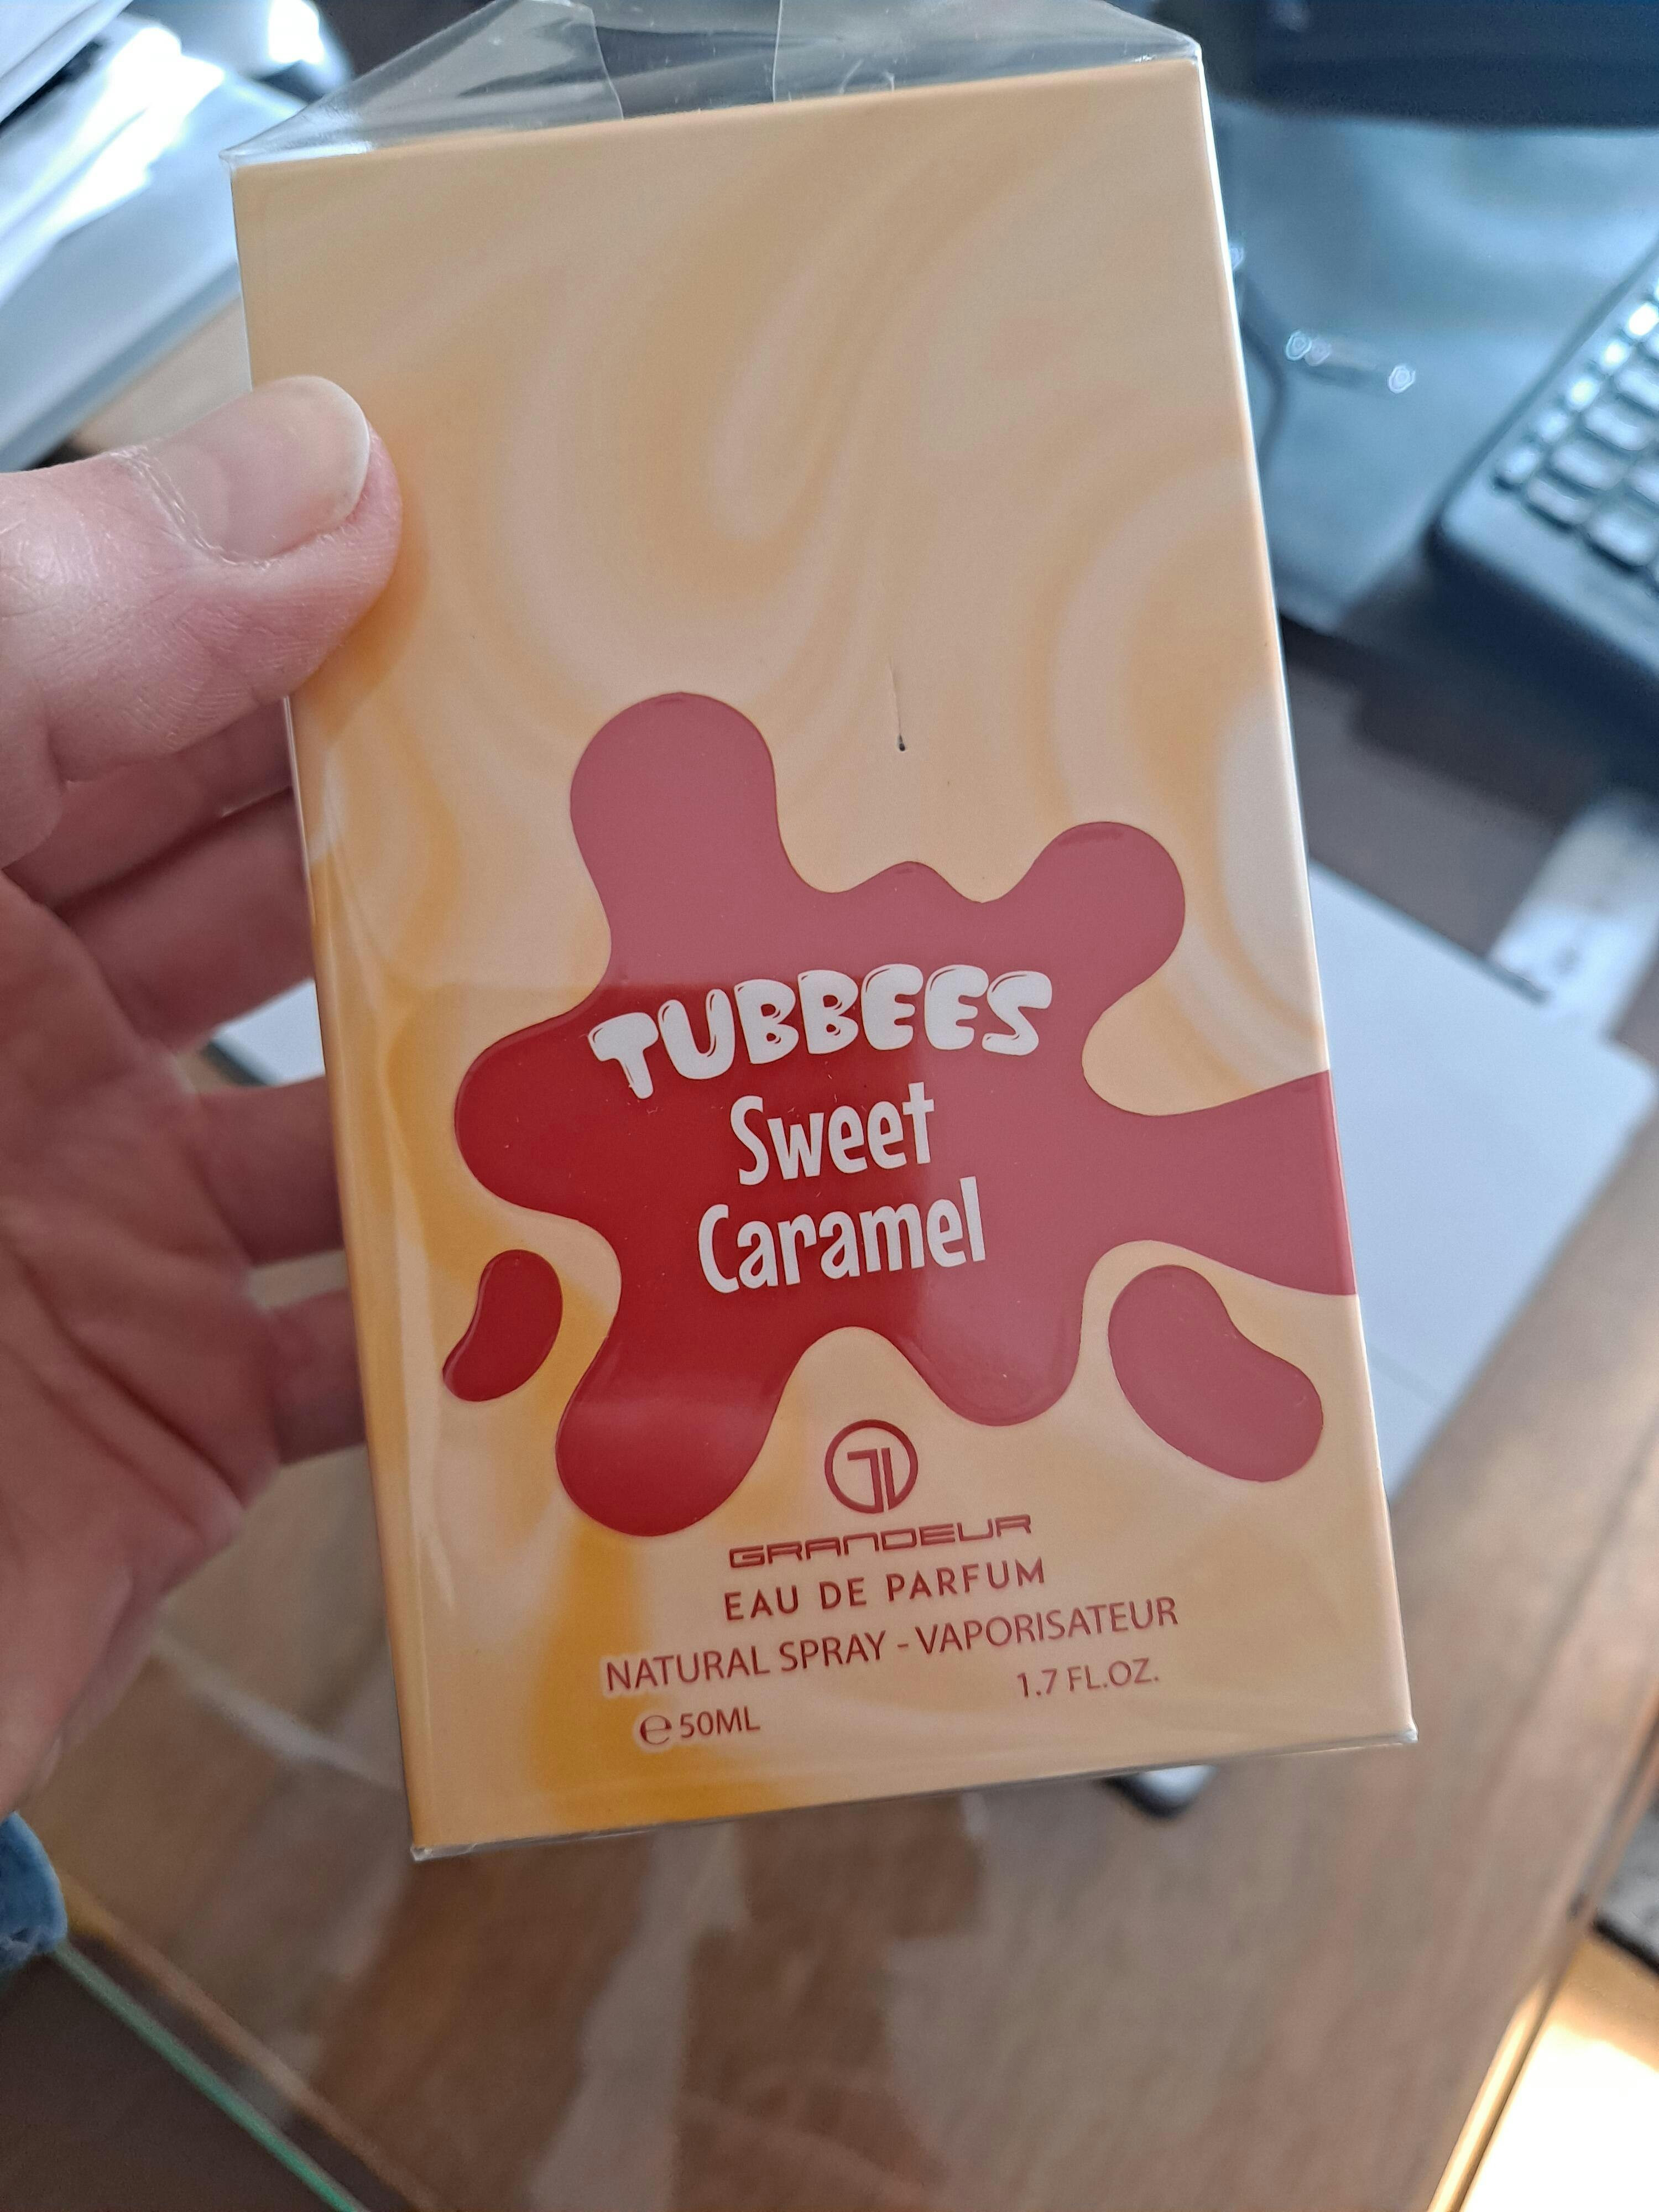 TUBBEES
Sweet
Caramel
GRANDEUR
EAU DE PARFUM
NATURAL SPRAY - VAPORISATEUR
℮ 50ML 1.7 FL.OZ.